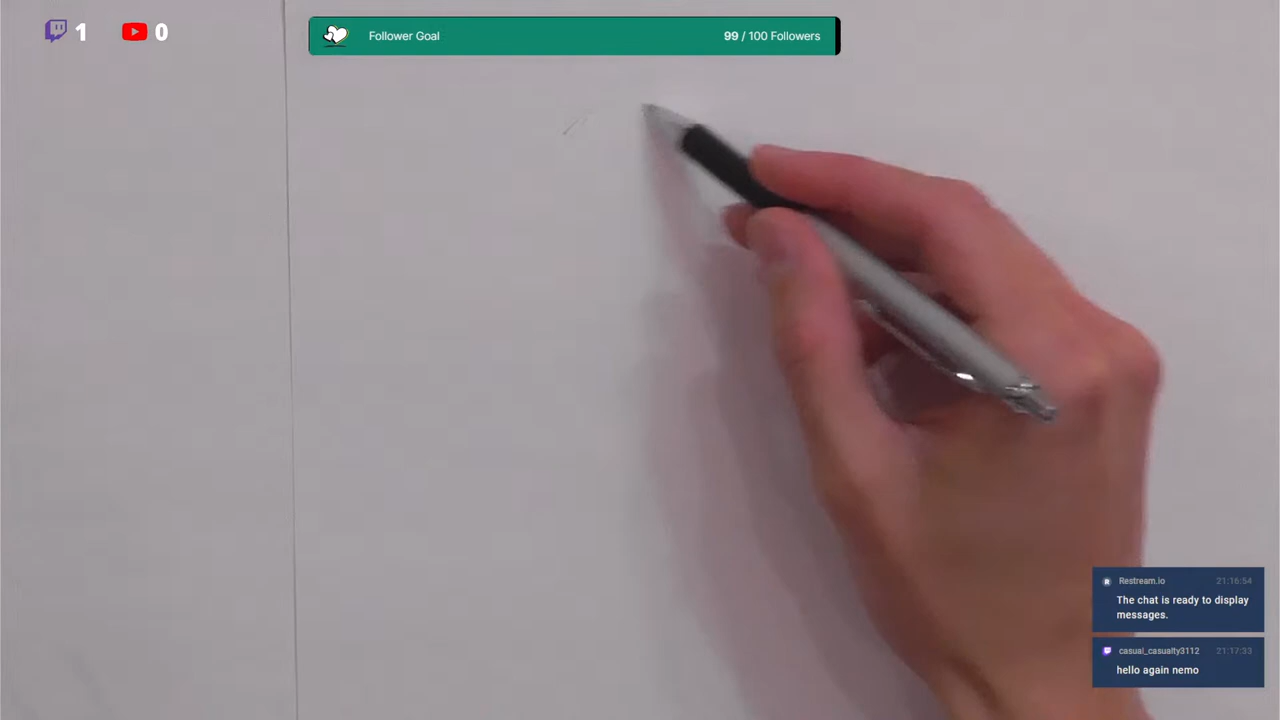 1
0
Follower Goal
99 / 100 Followers
Restream.io 21:16:54
The chat is ready to display
messages.
casual_casualty3112 21:17:33
hello again nemo